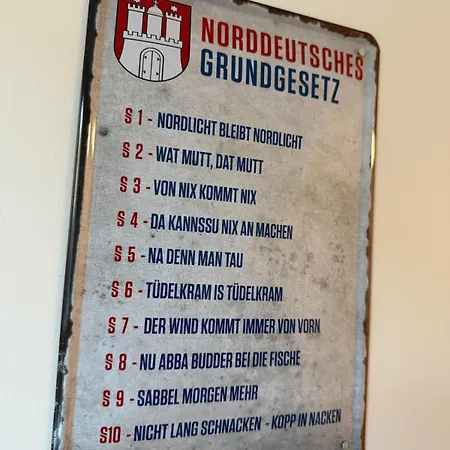 NORDDEUTSCHES
GRUNDGESETZ
§ 1 - NORDLICHT BLEIBT NORDLICHT
§ 2 - WAT MUTT, DAT MUTT
§ 3 - VON NIX KOMMT NIX
§ 4 - DA KANNSSU NIX AN MACHEN
§ 5 - NA DENN MAN TAU
§ 6 - TÜDELKRAM IS TÜDELKRAM
§ 7 - DER WIND KOMMT IMMER VON VORN
§ 8 - NU ABBA BUDDER BEI DIE FISCHE
§ 9 - SABBEL MORGEN MEHR
§10 - NICHT LANG SCHNACKEN - KOPP IN NACKEN